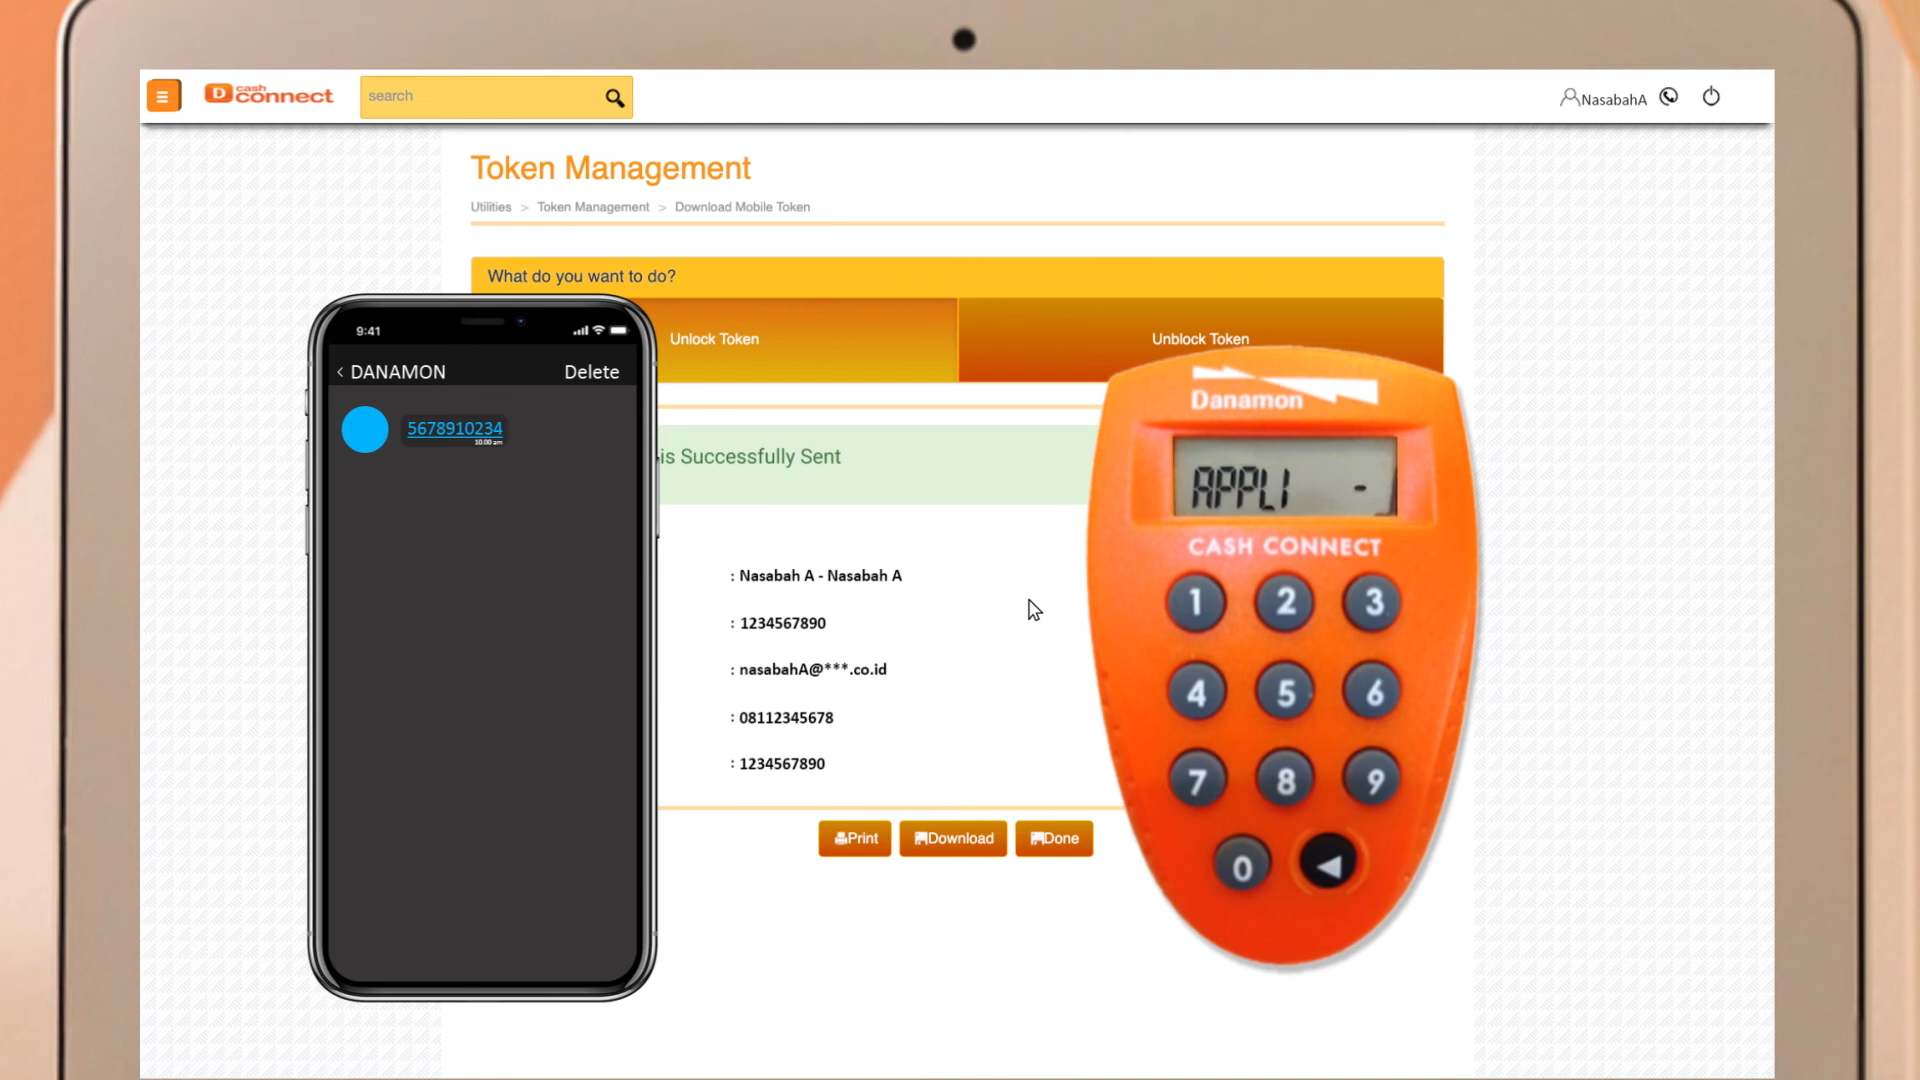 D cash connect
search
NasabahA
Token Management
Utilities > Token Management > Download Mobile Token
What do you want to do?
Unlock Token
Unblock Token
9:41
< DANAMON
Delete
5678910234
10.00 am
is Successfully Sent
: Nasabah A - Nasabah A
: 1234567890
: nasabahA@***.co.id
: 08112345678
: 1234567890
Print
Download
Done
Danamon
APPLI -
CASH CONNECT
1 2 3
4 5 6
7 8 9
0